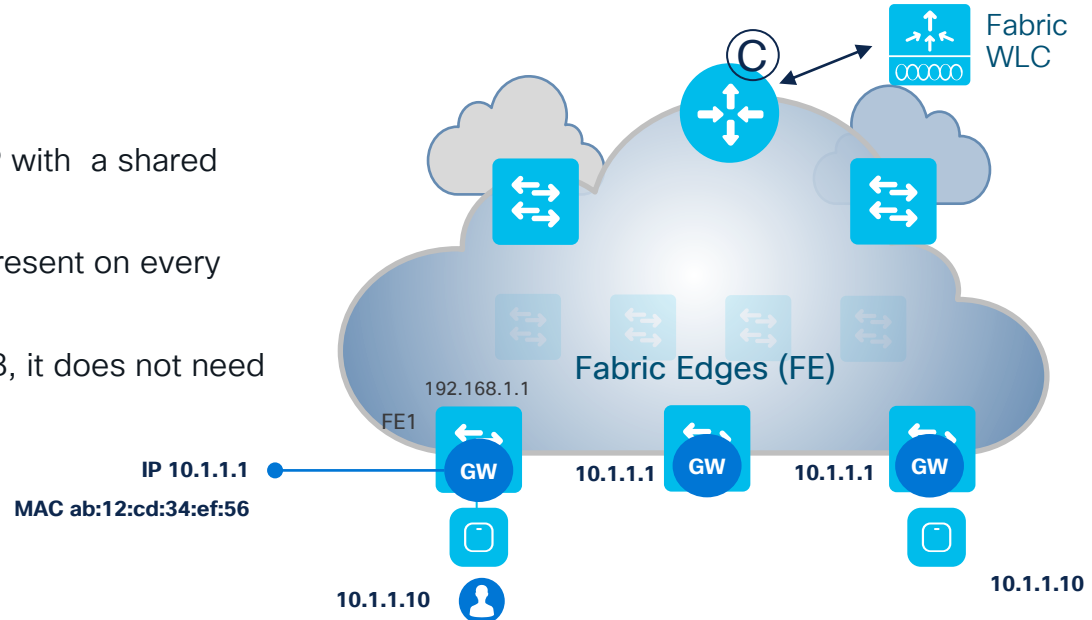 C
Fabric
WLC
with a shared
resent on every
, it does not need
Fabric Edges (FE)
192.168.1.1
FE1
IP 10.1.1.1
MAC ab:12:cd:34:ef:56
GW
10.1.1.1
GW
10.1.1.1
GW
10.1.1.10
10.1.1.10